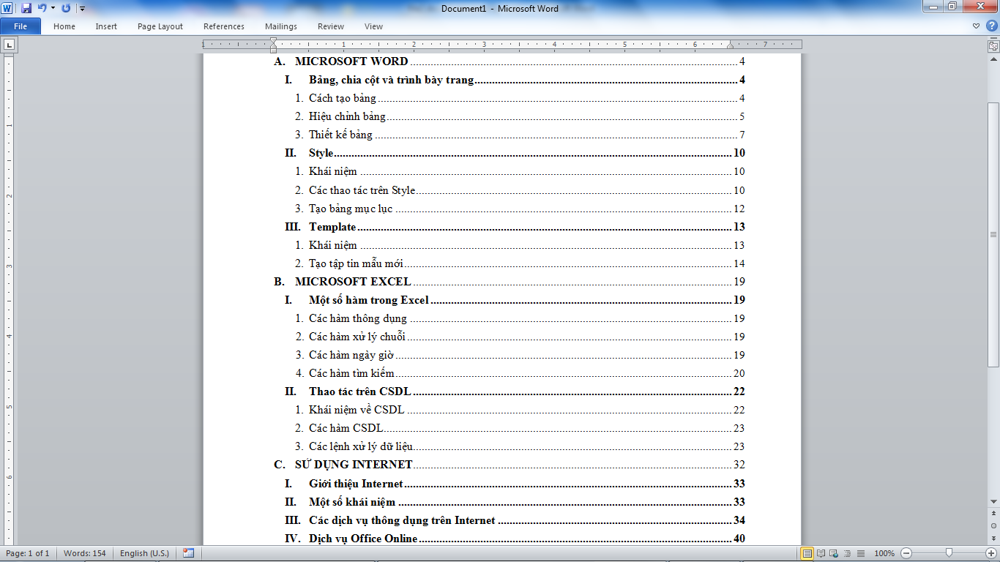 Document1 - Microsoft Word
File Home Insert Page Layout References Mailings Review View
1 1 2 3 4 5 6 7
A. MICROSOFT WORD 4
I. Bảng, chia cột và trình bày trang 4
1. Cách tạo bảng 4
2. Hiệu chỉnh bảng 5
3. Thiết kế bảng 7
II. Style 10
1. Khái niệm 10
2. Các thao tác trên Style 10
3. Tạo bảng mục lục 12
III. Template 13
1. Khái niệm 13
2. Tạo tập tin mẫu mới 14
B. MICROSOFT EXCEL 19
I. Một số hàm trong Excel 19
1. Các hàm thông dụng 19
2. Các hàm xử lý chuỗi 19
3. Các hàm ngày giờ 19
4. Các hàm tìm kiếm 20
II. Thao tác trên CSDL 22
1. Khái niệm về CSDL 22
2. Các hàm CSDL 23
3. Các lệnh xử lý dữ liệu 23
C. SỬ DỤNG INTERNET 32
I. Giới thiệu Internet 33
II. Một số khái niệm 33
III. Các dịch vụ thông dụng trên Internet 34
IV. Dịch vụ Office Online 40
Page: 1 of 1 Words: 154 English (U.S.) 100%